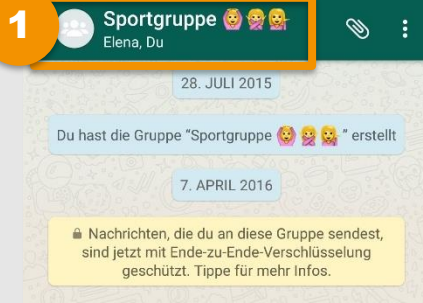 1
Sportgruppe 🙆🙅💁
Elena, Du
28. JULI 2015
Du hast die Gruppe "Sportgruppe 🙆🙅💁" erstellt
7. APRIL 2016
🔒 Nachrichten, die du an diese Gruppe sendest,
sind jetzt mit Ende-zu-Ende-Verschlüsselung
geschützt. Tippe für mehr Infos.